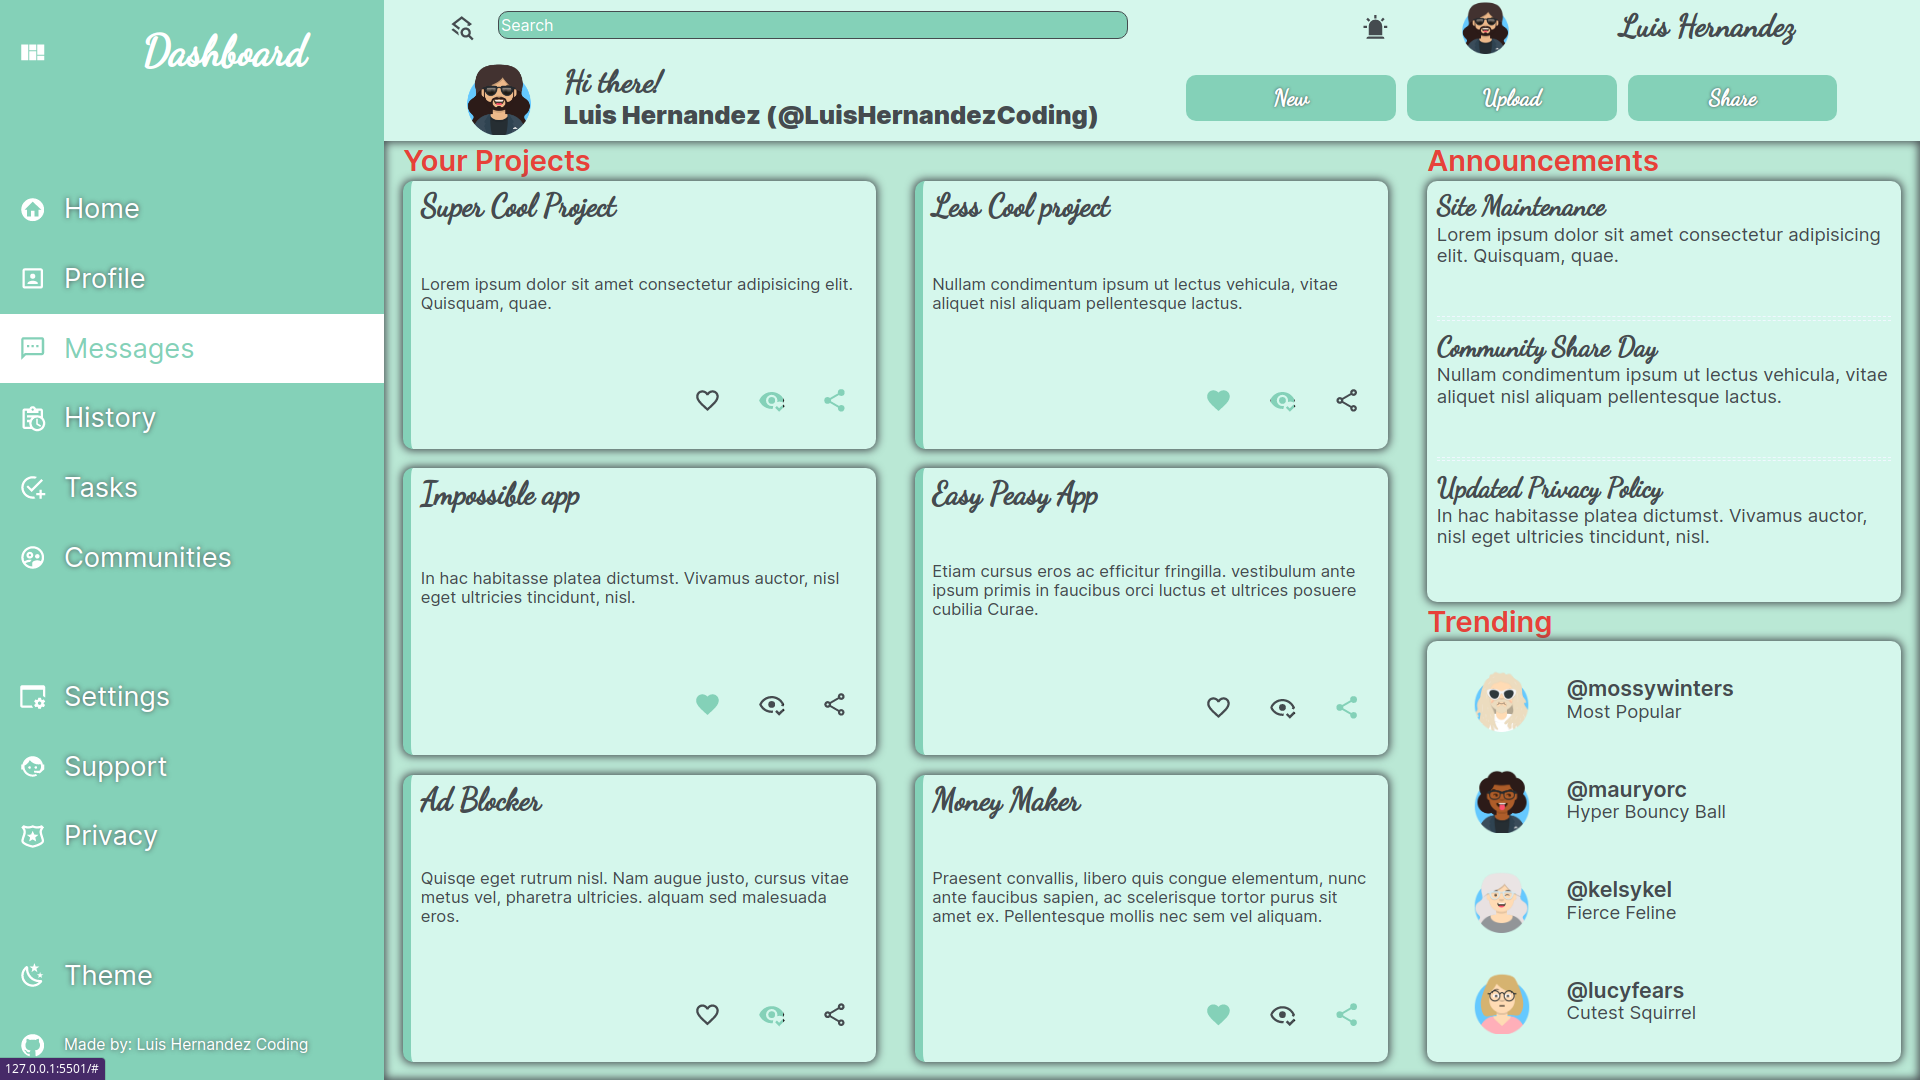 Dashboard
Home
Profile
Messages
History
Tasks
Communities
Settings
Support
Privacy
Theme
Made by: Luis Hernandez Coding
127.0.0.1:5501/#
Search
Luis Hernandez
Hi there!
Luis Hernandez (@LuisHernandezCoding)
New
Upload
Share
Your Projects
Super Cool Project
Lorem ipsum dolor sit amet consectetur adipisicing elit.
Quisquam, quae.
Less Cool project
Nullam condimentum ipsum ut lectus vehicula, vitae
aliquet nisl aliquam pellentesque lactus.
Impossible app
In hac habitasse platea dictumst. Vivamus auctor, nisl
eget ultricies tincidunt, nisl.
Easy Peasy App
Etiam cursus eros ac efficitur fringilla. vestibulum ante
ipsum primis in faucibus orci luctus et ultrices posuere
cubilia Curae.
Ad Blocker
Quisqe eget rutrum nisl. Nam augue justo, cursus vitae
metus vel, pharetra ultricies. alquam sed malesuada
eros.
Money Maker
Praesent convallis, libero quis congue elementum, nunc
ante faucibus sapien, ac scelerisque tortor purus sit
amet ex. Pellentesque mollis nec sem vel aliquam.
Announcements
Site Maintenance
Lorem ipsum dolor sit amet consectetur adipisicing
elit. Quisquam, quae.
Community Share Day
Nullam condimentum ipsum ut lectus vehicula, vitae
aliquet nisl aliquam pellentesque lactus.
Updated Privacy Policy
In hac habitasse platea dictumst. Vivamus auctor,
nisl eget ultricies tincidunt, nisl.
Trending
@mossywinters
Most Popular
@mauryorc
Hyper Bouncy Ball
@kelsykel
Fierce Feline
@lucyfears
Cutest Squirrel